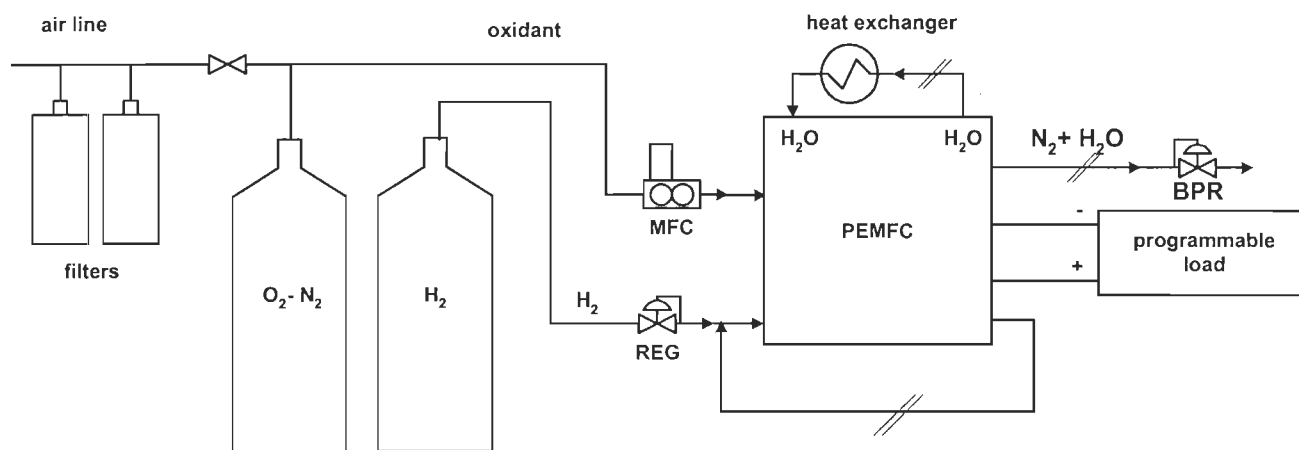 air line
oxidant
heat exchanger
H₂O
H₂O
N₂+ H₂O
BPR
MFC
PEMFC
-
+
programmable
load
filters
O₂- N₂
H₂
H₂
REG